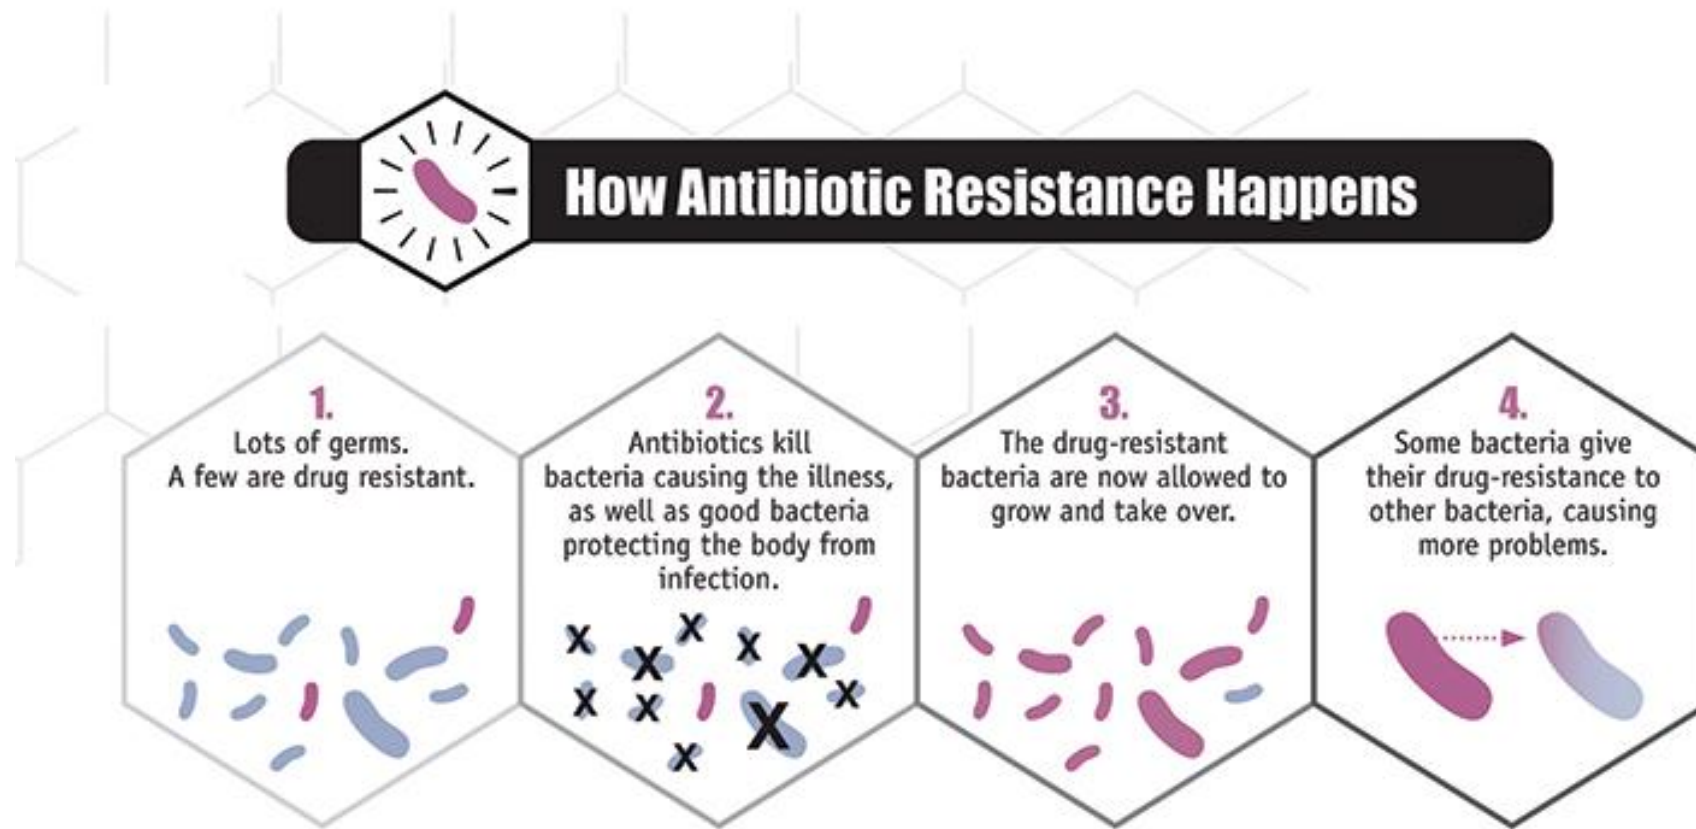 How Antibiotic Resistance Happens
1.
Lots of germs.
A few are drug resistant.
2.
Antibiotics kill
bacteria causing the illness,
as well as good bacteria
protecting the body from
infection.
X X X X X X X X X X
3.
The drug-resistant
bacteria are now allowed to
grow and take over.
4.
Some bacteria give
their drug-resistance to
other bacteria, causing
more problems.